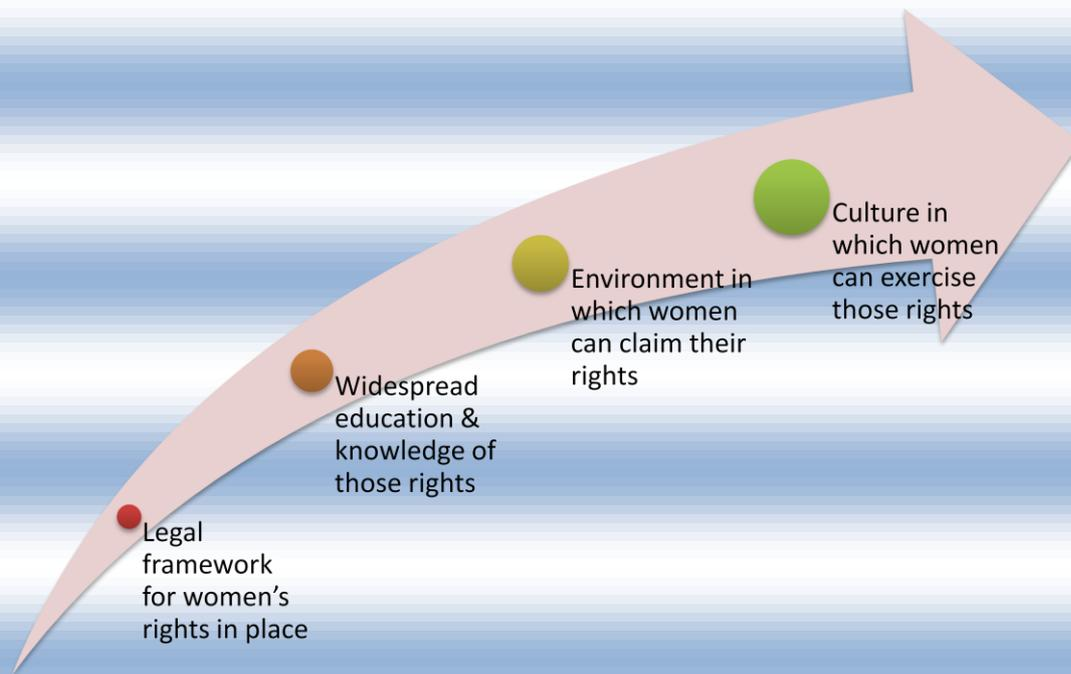 Legal
framework
for women’s
rights in place
Widespread
education &
knowledge of
those rights
Environment in
which women
can claim their
rights
Culture in
which women
can exercise
those rights